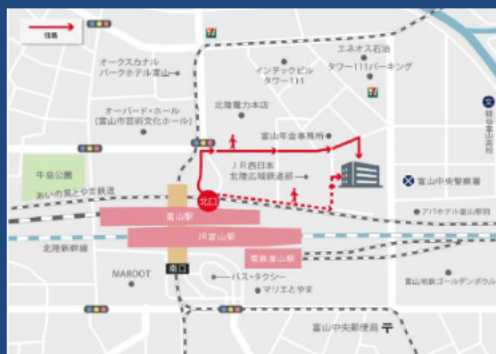 オークスカナル
パークホテル富山
インテックビル
タワー111
エネオス石油
タワー111パーキング
オーバード・ホール
(富山市芸術文化ホール)
北陸電力本店
富山年金事務所
JR西日本
北陸広域鉄道部
牛島公園
あいの風とやま鉄道
北口
富山中央警察署
富山駅
アパホテル富山駅前
JR富山駅
北陸新幹線
電鉄富山駅
南口
MAROOT
バス・タクシー
マリエとやま
富山地鉄ゴールデンボウル
富山中央郵便局